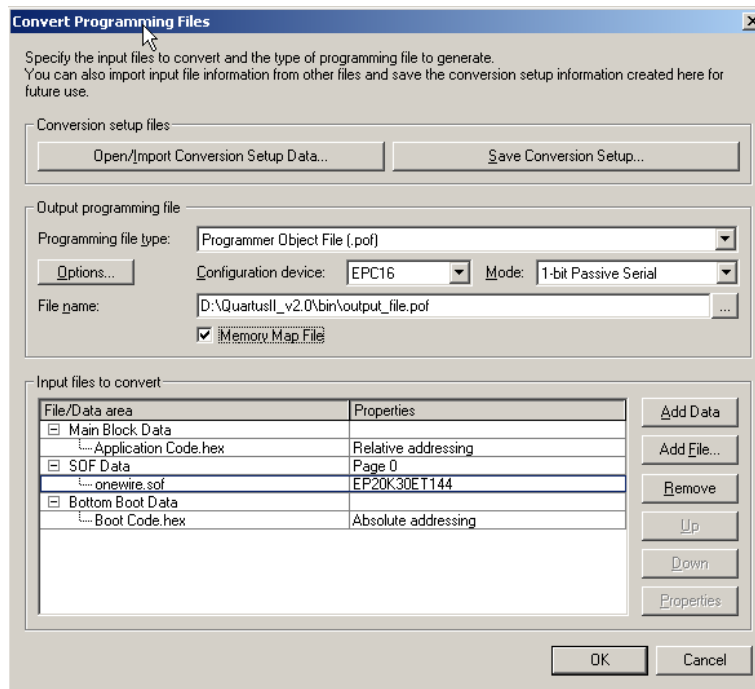 Convert Programming Files
Specify the input files to convert and the type of programming file to generate.
You can also import input file information from other files and save the conversion setup information created here for
future use.
Conversion setup files
Open/Import Conversion Setup Data... Save Conversion Setup...
Output programming file
Programming file type: Programmer Object File (.pof)
Options... Configuration device: EPC16 Mode: 1-bit Passive Serial
File name: D:\QuartusII_v2.0\bin\output_file.pof ...
Memory Map File
Input files to convert
File/Data area Properties Add Data
Main Block Data
Application Code.hex Relative addressing Add File...
SOF Data Page 0
onewire.sof EP20K30ET144 Remove
Bottom Boot Data
Boot Code.hex Absolute addressing Up
Down
Properties
OK Cancel